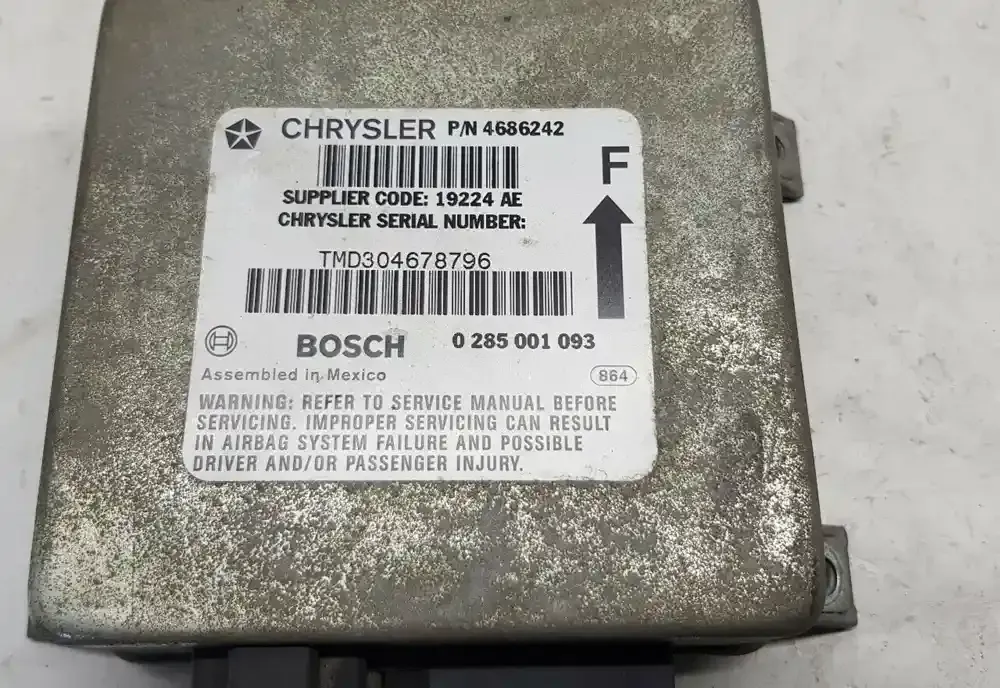 CHRYSLER P/N 4686242
F
SUPPLIER CODE: 19224 AE
CHRYSLER SERIAL NUMBER:
TMD304678796
BOSCH 0 285 001 093
Assembled in Mexico 864
WARNING: REFER TO SERVICE MANUAL BEFORE
SERVICING. IMPROPER SERVICING CAN RESULT
IN AIRBAG SYSTEM FAILURE AND POSSIBLE
DRIVER AND/OR PASSENGER INJURY.